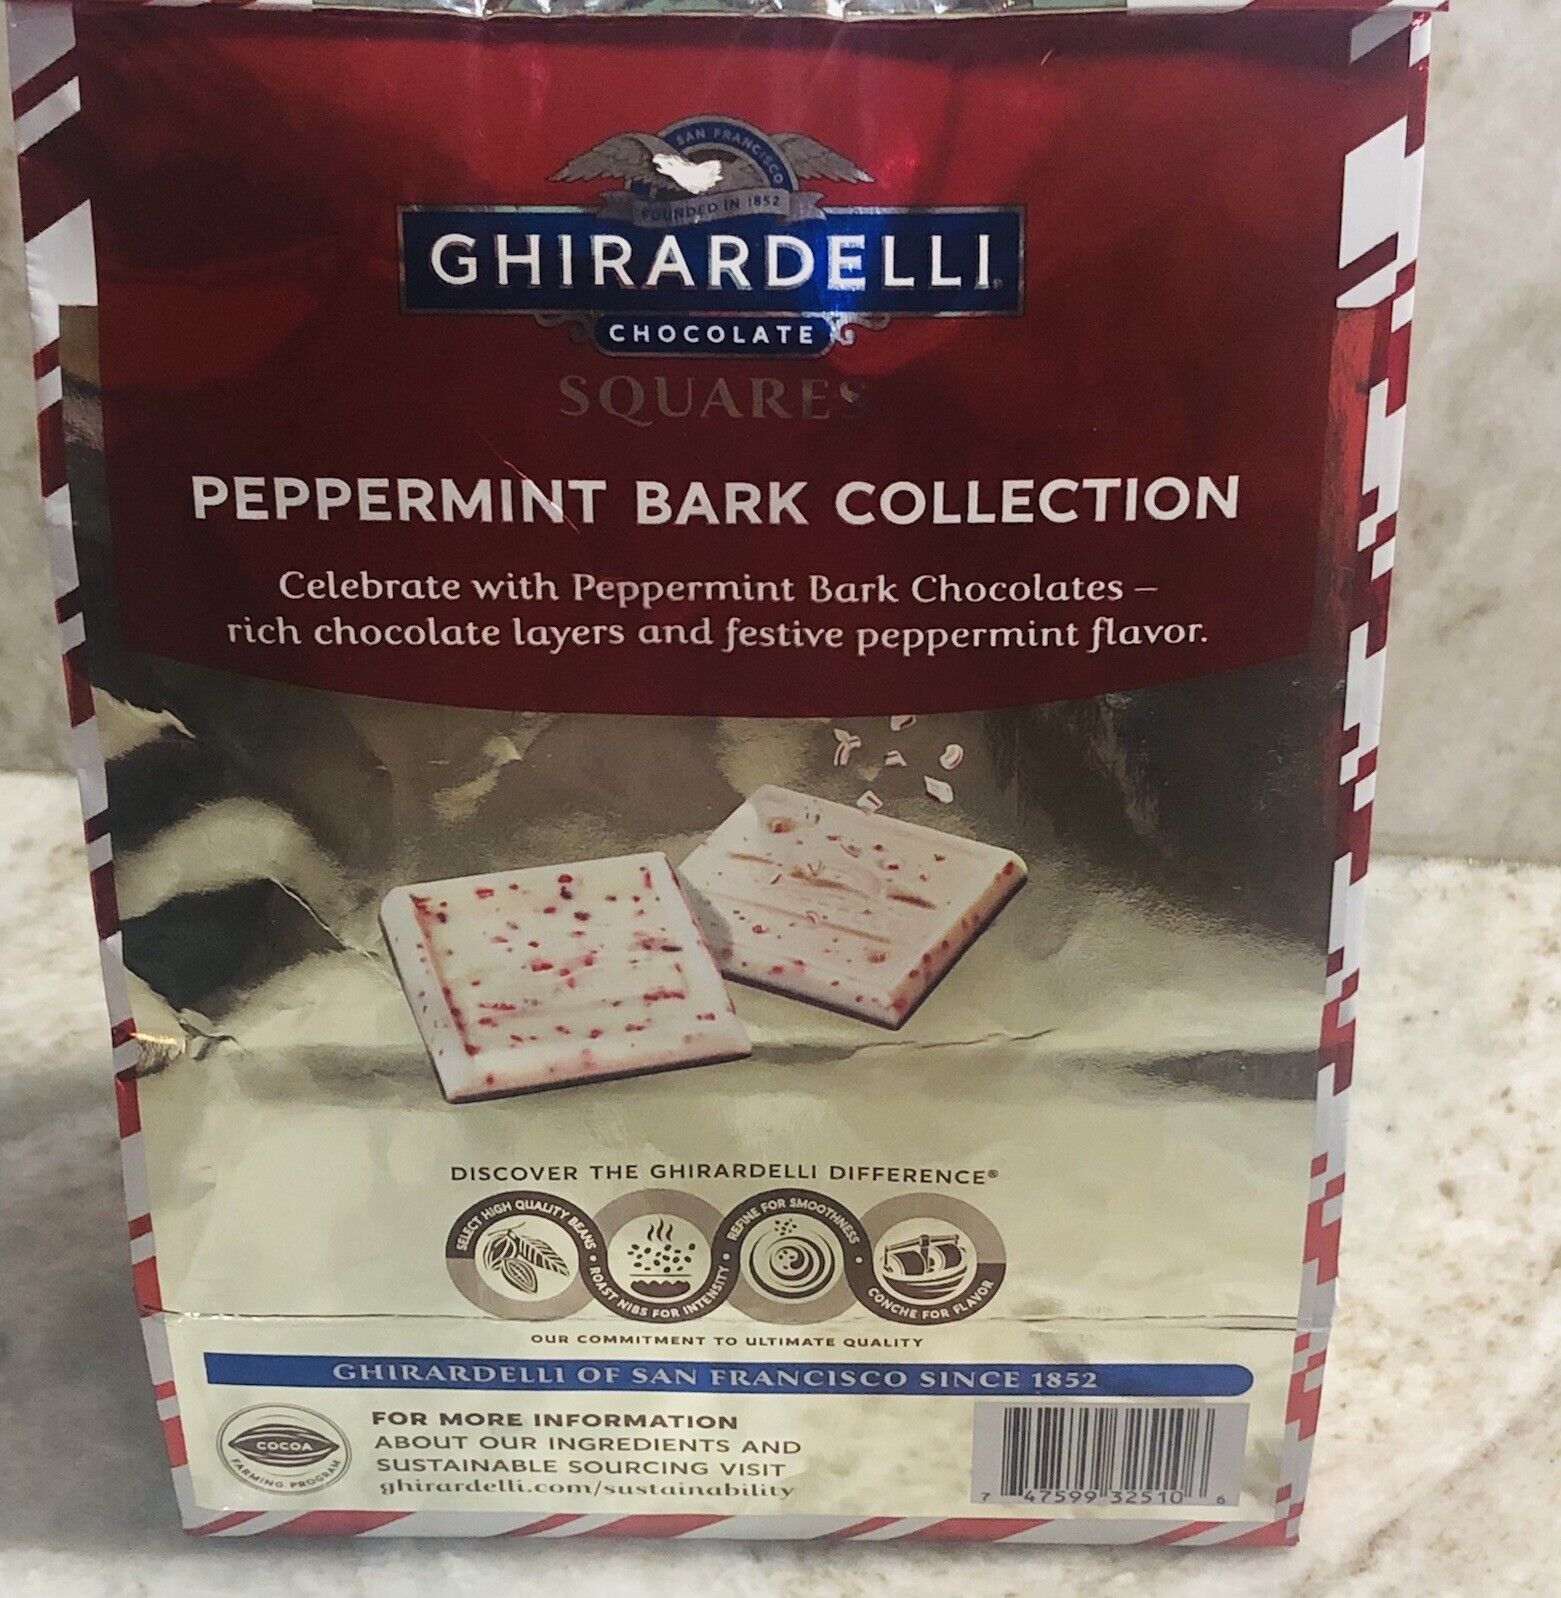 SAN FRANCISCO
FOUNDED IN 1852
GHIRARDELLI
CHOCOLATE
SQUARES
PEPPERMINT BARK COLLECTION
Celebrate with Peppermint Bark Chocolates –
rich chocolate layers and festive peppermint flavor.
DISCOVER THE GHIRARDELLI DIFFERENCE®
SELECT HIGH QUALITY BEANS • ROAST NIBS FOR INTENSITY • REFINE FOR SMOOTHNESS • CONCHE FOR FLAVOR
OUR COMMITMENT TO ULTIMATE QUALITY
GHIRARDELLI OF SAN FRANCISCO SINCE 1852
COCOA
FARMING PROGRAM
FOR MORE INFORMATION
ABOUT OUR INGREDIENTS AND
SUSTAINABLE SOURCING VISIT
ghirardelli.com/sustainability
7 47599 32510 6